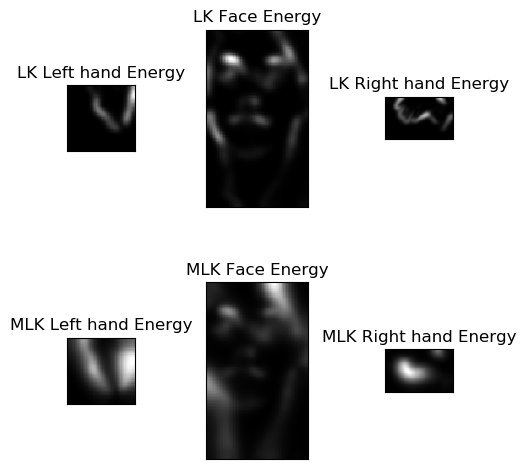 LK Face Energy
LK Left hand Energy
LK Right hand Energy
MLK Face Energy
MLK Left hand Energy
MLK Right hand Energy